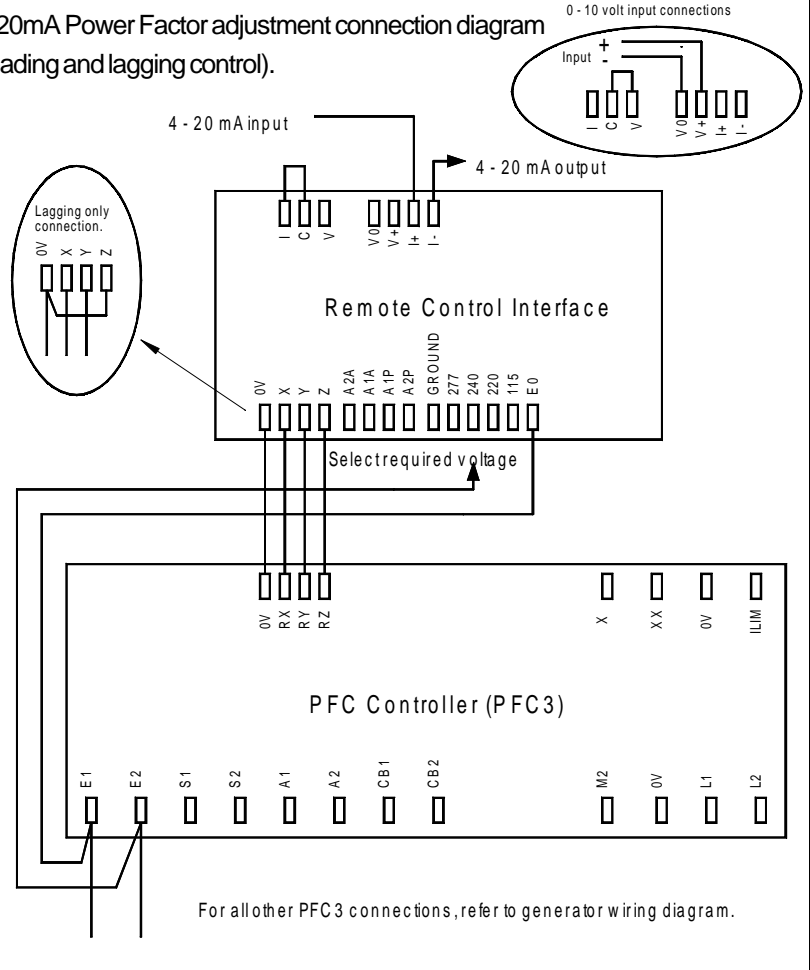 20mA Power Factor adjustment connection diagram
ading and lagging control).
0 - 10 volt input connections
Input + -
I C V V0 V+ I+ I-
4 - 20 mA input
4 - 20 mA output
Lagging only
connection.
0V X Y Z
I C V V0 V+ I+ I-
Remote Control Interface
0V X Y Z A2A A1A A1P A2P GROUND 277 240 220 115 E0
Select required voltage
0V RX RY RZ X XX 0V ILIM
PFC Controller (PFC3)
E1 E2 S1 S2 A1 A2 CB1 CB2 M2 0V L1 L2
For all other PFC3 connections, refer to generator wiring diagram.